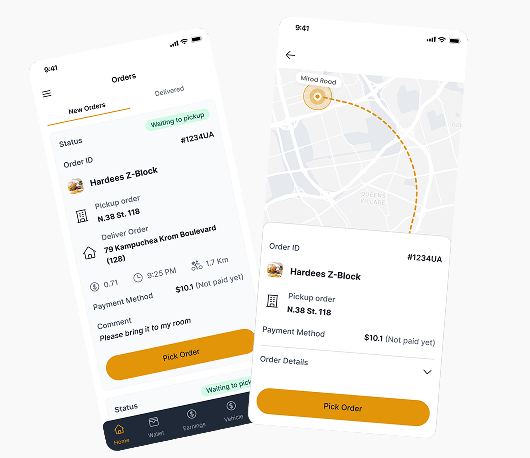 9:41
Orders
New Orders
Delivered
Status
Waiting to pickup
Order ID
#1234UA
Hardees Z-Block
Pickup order
N.38 St. 118
Deliver Order
79 Kampuchea Krom Boulevard
(128)
0.71
9:25 PM
1,7 Km
Payment Method
$10.1 (Not paid yet)
Comment
Please bring it to my room
Pick Order
Status
Waiting to pick
Home
Wallet
Earnings
Vehicle
9:41
Mirod Road
QUEENS
VILLAGE
Order ID
#1234UA
Hardees Z-Block
Pickup order
N.38 St. 118
Payment Method
$10.1 (Not paid yet)
Order Details
Pick Order